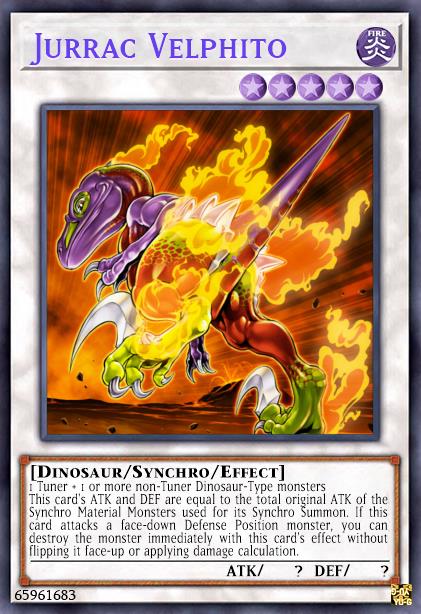 Jurrac Velphito
FIRE
炎
[Dinosaur/Synchro/Effect]
1 Tuner + 1 or more non-Tuner Dinosaur-Type monsters
This card's ATK and DEF are equal to the total original ATK of the
Synchro Material Monsters used for its Synchro Summon. If this
card attacks a face-down Defense Position monster, you can
destroy the monster immediately with this card's effect without
flipping it face-up or applying damage calculation.
ATK/ ? DEF/ ?
65961683